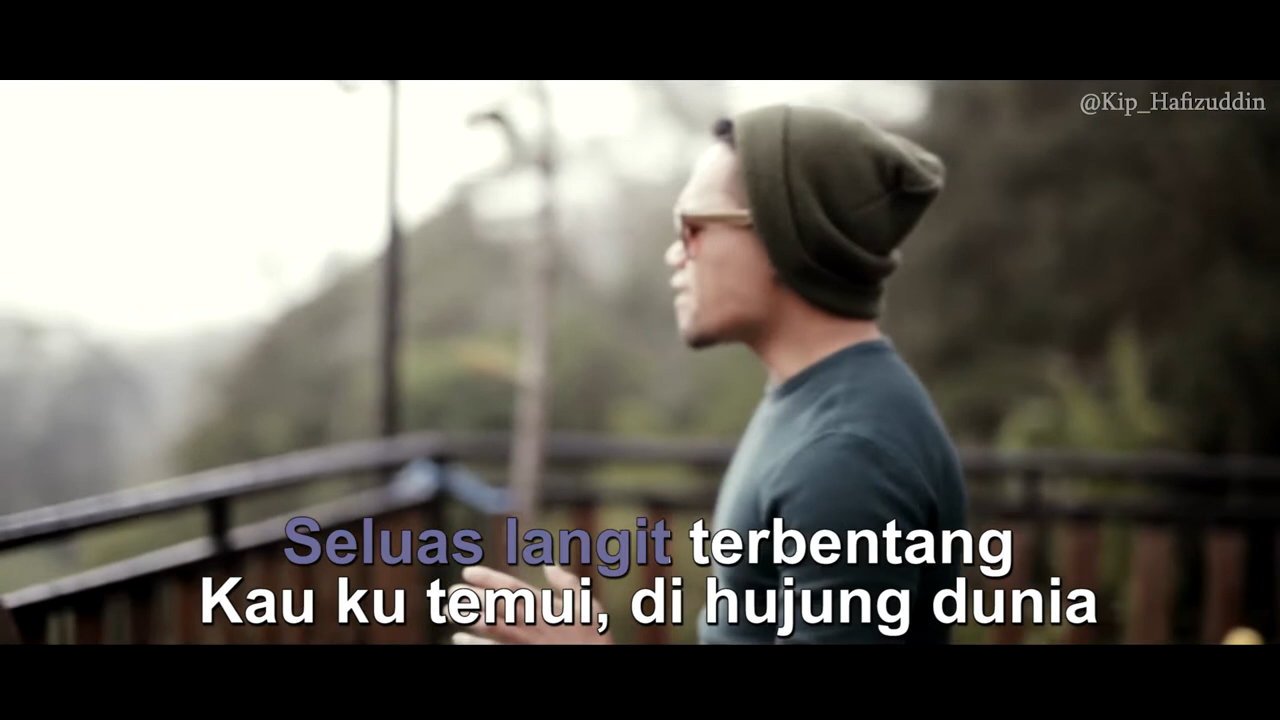 @Kip_Hafizuddin
Seluas langit terbentang
Kau ku temui, di hujung dunia